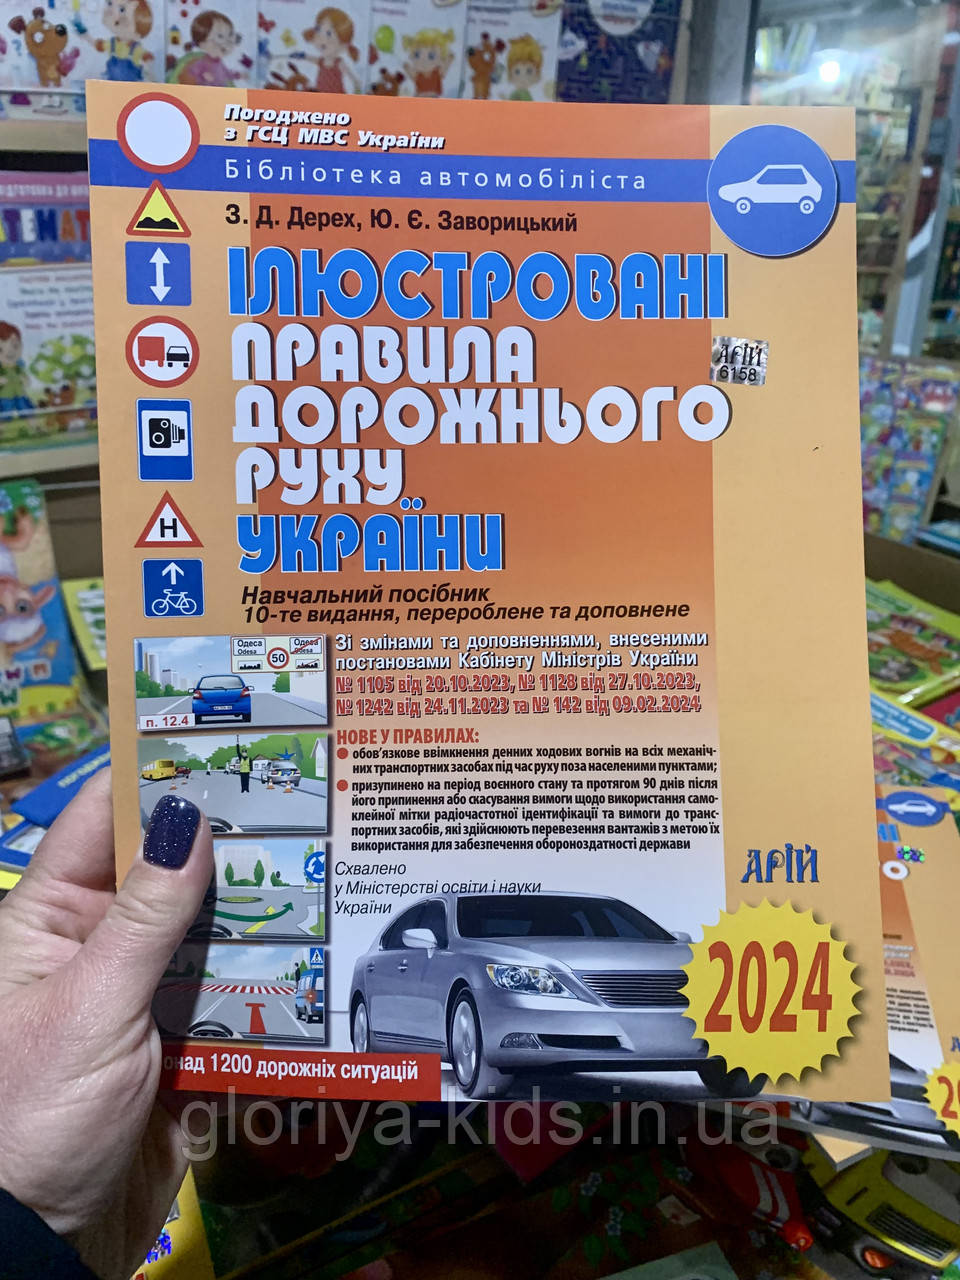 Погоджено
з ГСЦ МВС України
Бібліотека автомобіліста
З. Д. Дерех, Ю. Є. Заворицький
ІЛЮСТРОВАНІ
ПРАВИЛА
ДОРОЖНЬОГО
РУХУ
УКРАЇНИ
АРІЙ
6158
Н
Навчальний посібник
10-те видання, перероблене та доповнене
Зі змінами та доповненнями, внесеними
постановами Кабінету Міністрів України
№ 1105 від 20.10.2023, № 1128 від 27.10.2023,
№ 1242 від 24.11.2023 та № 142 від 09.02.2024
Одеса
Odesa
50
Одеса
Odesa
п. 12.4
НОВЕ У ПРАВИЛАХ:
обов'язкове ввімкнення денних ходових вогнів на всіх механіч-
них транспортних засобах під час руху поза населеними пунктами;
призупинено на період воєнного стану та протягом 90 днів після
його припинення або скасування вимоги щодо використання само-
клейної мітки радіочастотної ідентифікації та вимоги до транс-
портних засобів, які здійснюють перевезення вантажів з метою їх
використання для забезпечення обороноздатності держави
Схвалено
у Міністерстві освіти і науки
України
АРІЙ
2024
1200 дорожніх ситуацій
gloriya-kids.in.ua